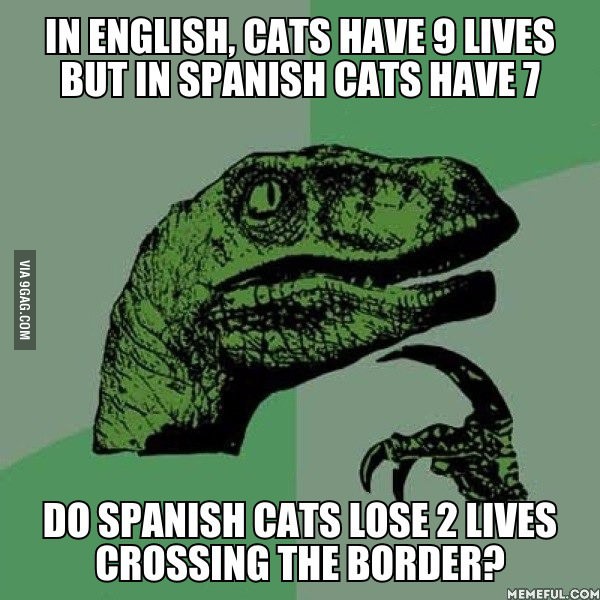 IN ENGLISH, CATS HAVE 9 LIVES
BUT IN SPANISH CATS HAVE 7
VIA 9GAG.COM
DO SPANISH CATS LOSE 2 LIVES
CROSSING THE BORDER?
MEMEFUL.COM